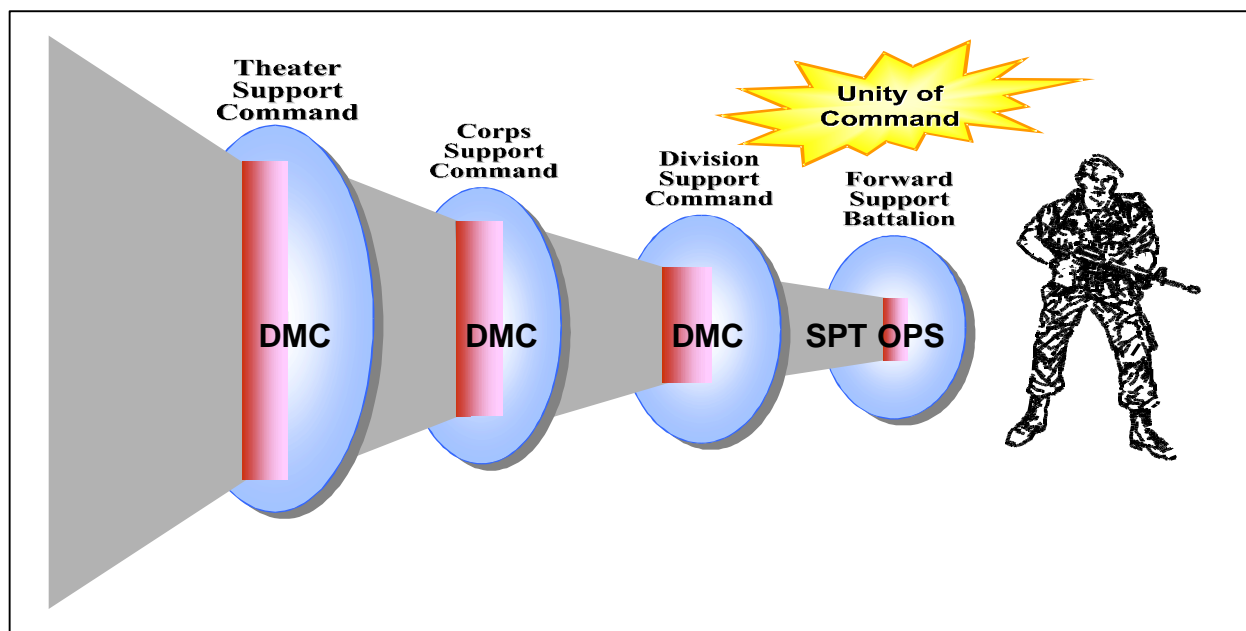 Theater
Support
Command
Corps
Support
Command
Division
Support
Command
Unity of
Command
Forward
Support
Battalion
DMC
DMC
DMC
SPT OPS